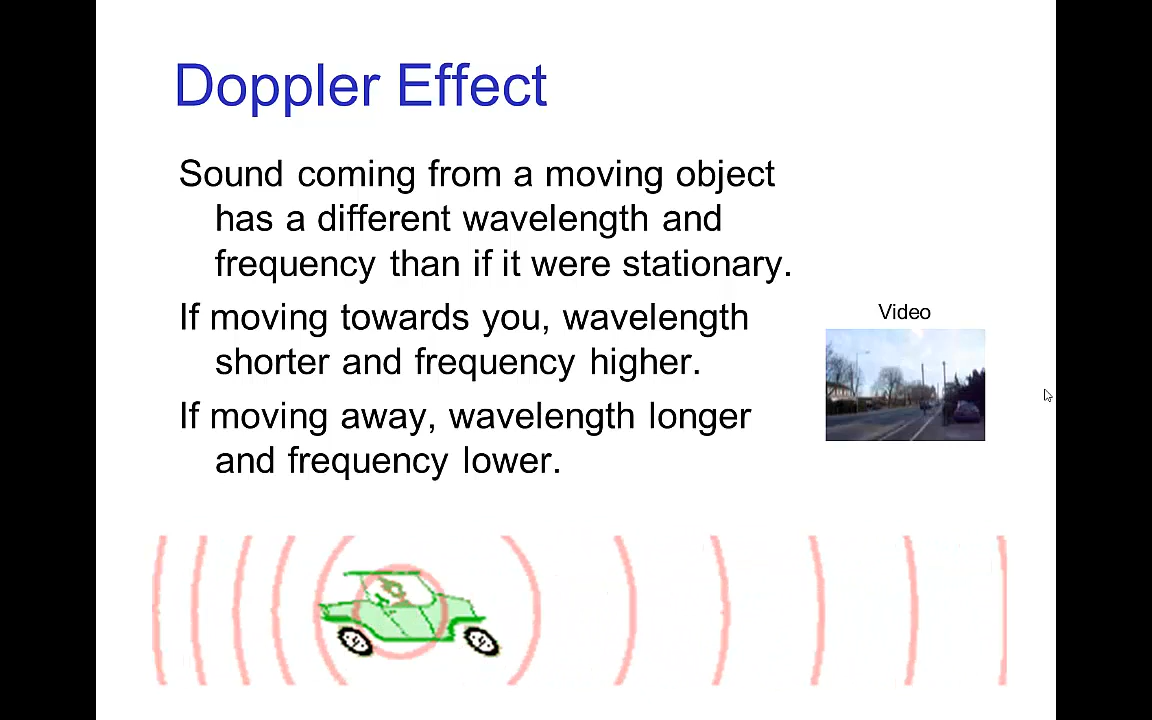 Doppler Effect
Sound coming from a moving object
has a different wavelength and
frequency than if it were stationary.
If moving towards you, wavelength
shorter and frequency higher.
If moving away, wavelength longer
and frequency lower.
Video